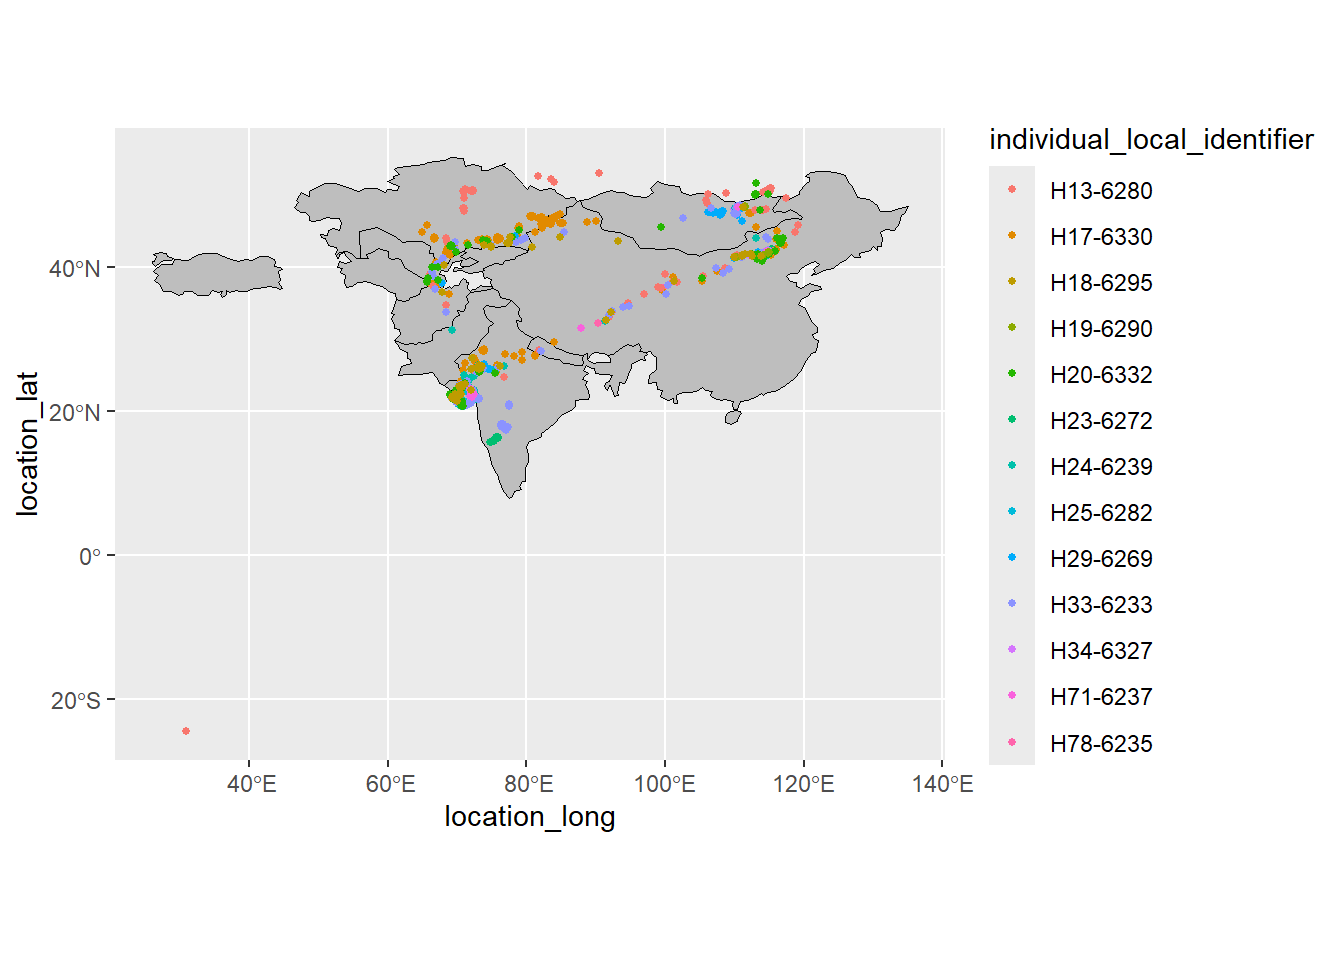 individual_local_identifier
H13-6280
H17-6330
H18-6295
H19-6290
H20-6332
H23-6272
H24-6239
H25-6282
H29-6269
H33-6233
H34-6327
H71-6237
H78-6235
location_lat
40°N
20°N
0°
20°S
40°E
60°E
80°E
100°E
120°E
140°E
location_long